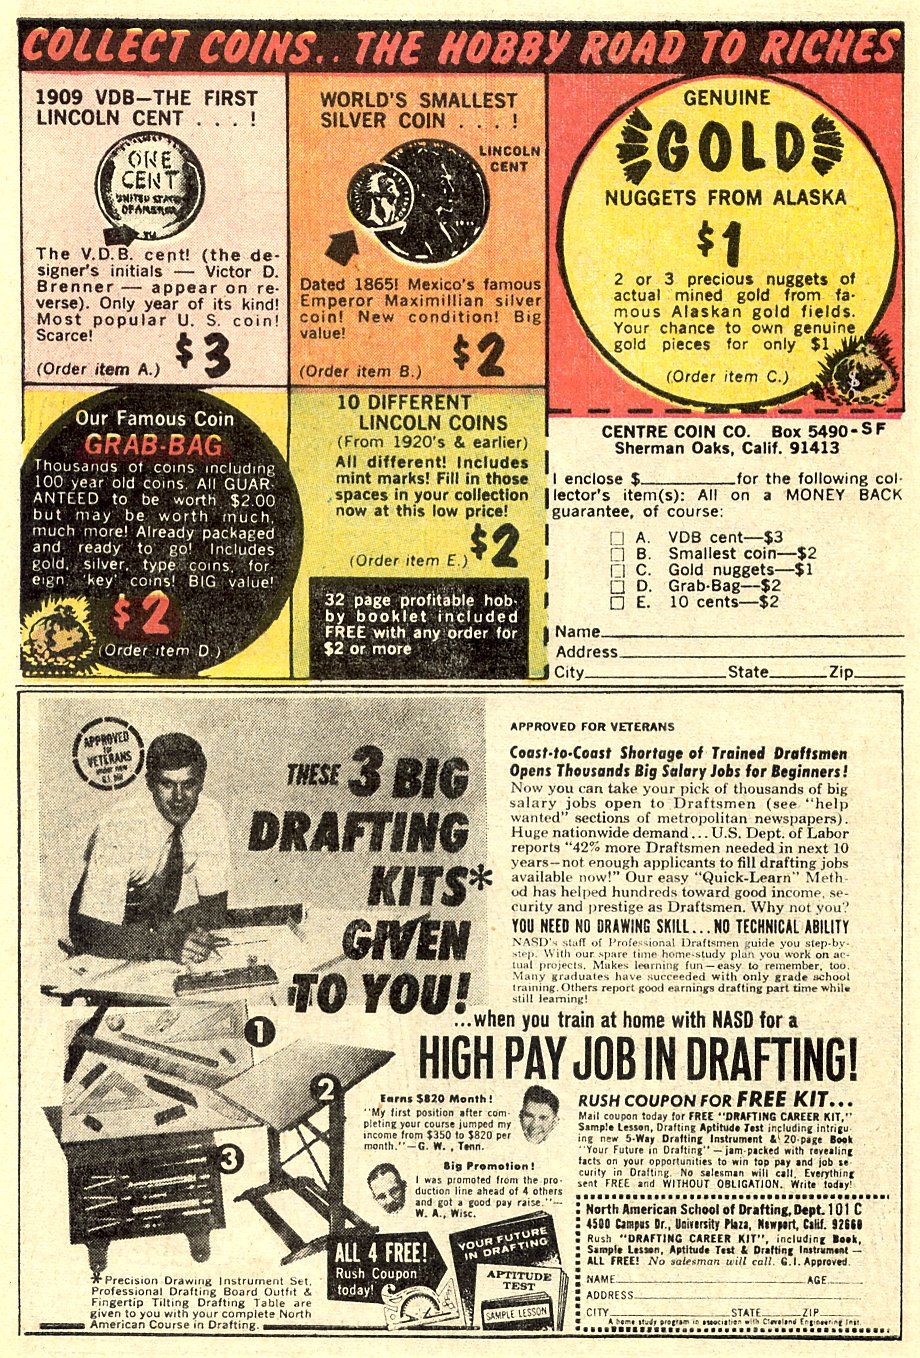 COLLECT COINS.. THE HOBBY ROAD TO RICHES
1909 VDB—THE FIRST
LINCOLN CENT . . . !
ONE
CENT
UNITED STATES
OF AMERICA
The V.D.B. cent! (the de-
signer's initials — Victor D.
Brenner — appear on re-
verse). Only year of its kind!
Most popular U. S. coin!
Scarce!
$3
(Order item A.)
WORLD'S SMALLEST
SILVER COIN . . . !
LINCOLN
CENT
Dated 1865! Mexico's famous
Emperor Maximillian silver
coin! New condition! Big
value!
$2
(Order item B.)
GENUINE
GOLD
NUGGETS FROM ALASKA
$1
2 or 3 precious nuggets of
actual mined gold from fa-
mous Alaskan gold fields.
Your chance to own genuine
gold pieces for only $1
(Order item C.)
$
Our Famous Coin
GRAB-BAG
Thousands of coins including
100 year old coins. All GUAR-
ANTEED to be worth $2.00
but may be worth much,
much more! Already packaged
and ready to go! Includes
gold, silver, type coins, for
eign 'key' coins! BIG value!
$2
(Order item D.)
10 DIFFERENT
LINCOLN COINS
(From 1920's & earlier)
All different! Includes
mint marks! Fill in those
spaces in your collection
now at this low price!
$2
(Order item E.)
32 page profitable hob-
by booklet included
FREE with any order for
$2 or more
CENTRE COIN CO. Box 5490-SF
Sherman Oaks, Calif. 91413
I enclose $ for the following col-
lector's item(s): All on a MONEY BACK
guarantee, of course:
A. VDB cent—$3
B. Smallest coin—$2
C. Gold nuggets—$1
D. Grab-Bag—$2
E. 10 cents—$2
Name
Address
City State Zip
APPROVED
for
VETERANS
under new
G.I. Bill
THESE 3 BIG
DRAFTING
KITS*
GIVEN
TO YOU!
APPROVED FOR VETERANS
Coast-to-Coast Shortage of Trained Draftsmen
Opens Thousands Big Salary Jobs for Beginners!
Now you can take your pick of thousands of big
salary jobs open to Draftsmen (see "help
wanted" sections of metropolitan newspapers).
Huge nationwide demand... U.S. Dept. of Labor
reports "42% more Draftsmen needed in next 10
years—not enough applicants to fill drafting jobs
available now!" Our easy "Quick-Learn" Meth-
od has helped hundreds toward good income, se-
curity and prestige as Draftsmen. Why not you?
YOU NEED NO DRAWING SKILL...NO TECHNICAL ABILITY
NASD's staff of Professional Draftsmen guide you step-by-
step. With our spare time home-study plan you work on ac-
tual projects. Makes learning fun—easy to remember, too.
Many graduates have succeeded with only grade school
training. Others report good earnings drafting part time while
still learning!
...when you train at home with NASD for a
HIGH PAY JOB IN DRAFTING!
1
2
3
Earns $820 Month!
"My first position after com-
pleting your course jumped my
income from $350 to $820 per
month."—G. W., Tenn.
Big Promotion!
I was promoted from the pro-
duction line ahead of 4 others
and got a good pay raise."—
W. A., Wisc.
RUSH COUPON FOR FREE KIT...
Mail coupon today for FREE "DRAFTING CAREER KIT,"
Sample Lesson, Drafting Aptitude Test including intrigu-
ing new 5-Way Drafting Instrument & 20-page Book
"Your Future in Drafting"—jam-packed with revealing
facts on your opportunities to win top pay and job se-
curity in Drafting. No salesman will call. Everything
sent FREE and WITHOUT OBLIGATION. Write today!
ALL 4 FREE!
Rush Coupon
today!
YOUR FUTURE
IN DRAFTING
APTITUDE
TEST
SAMPLE LESSON
*Precision Drawing Instrument Set,
Professional Drafting Board Outfit &
Fingertip Tilting Drafting Table are
given to you with your complete North
American Course in Drafting.
North American School of Drafting, Dept. 101 C
4500 Campus Dr., University Plaza, Newport, Calif. 92660
Rush "DRAFTING CAREER KIT", including Book,
Sample Lesson, Aptitude Test & Drafting Instrument —
ALL FREE! No salesman will call. G.I. Approved.
NAME AGE
ADDRESS
CITY STATE ZIP
A home study program in association with Cleveland Engineering Inst.